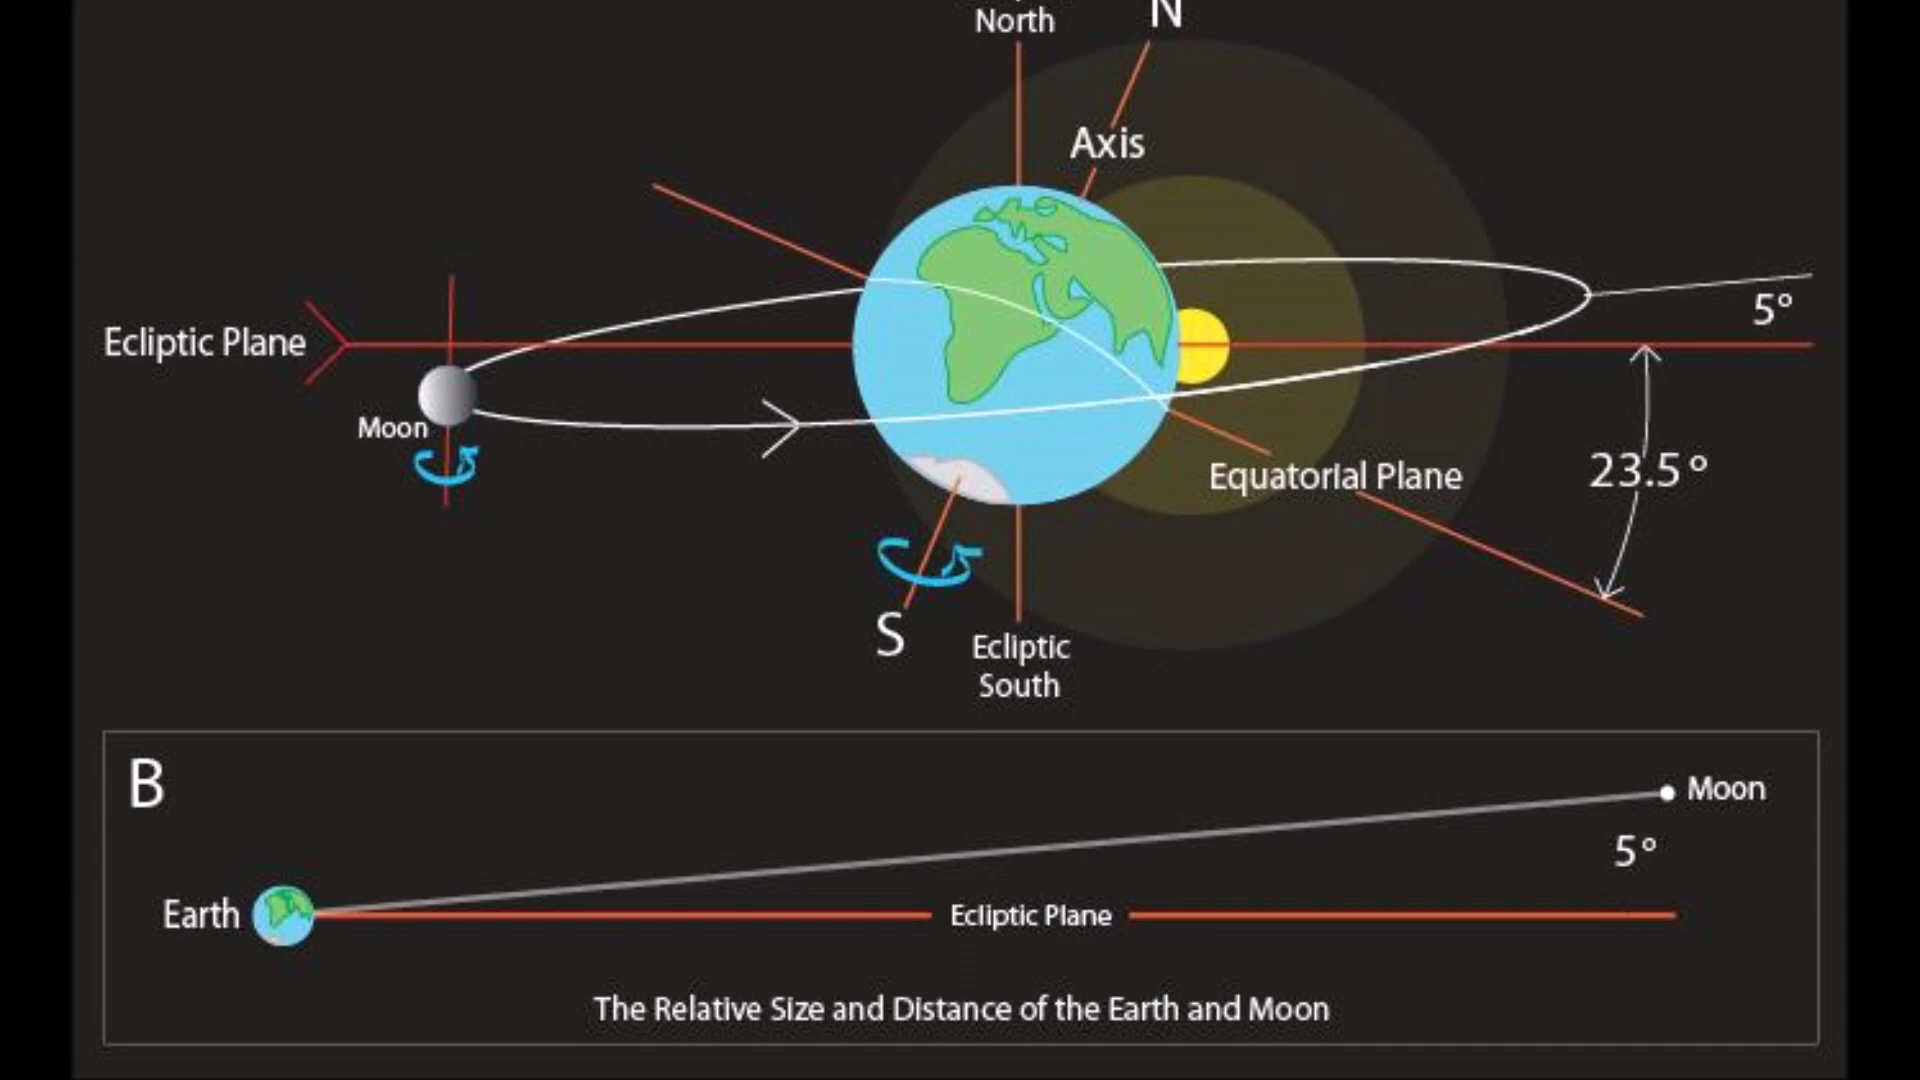 North
N
Axis
Ecliptic Plane
5°
Moon
23.5°
Equatorial Plane
S
Ecliptic
South
B
Moon
5°
Earth
Ecliptic Plane
The Relative Size and Distance of the Earth and Moon